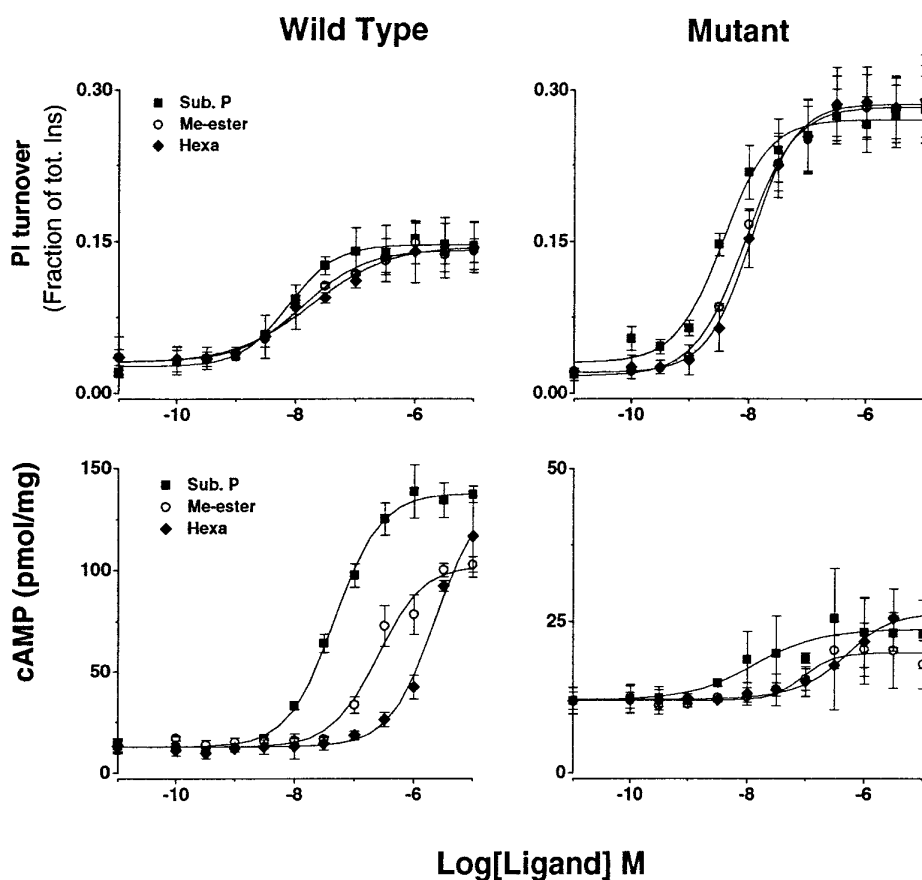 Wild Type
Mutant
PI turnover
(Fraction of tot. Ins)
0.30
0.15
0.00
Sub. P
Me-ester
Hexa
-10
-8
-6
0.30
0.15
0.00
-10
-8
-6
cAMP (pmol/mg)
150
100
50
0
Sub. P
Me-ester
Hexa
-10
-8
-6
50
25
0
-10
-8
-6
Log[Ligand] M